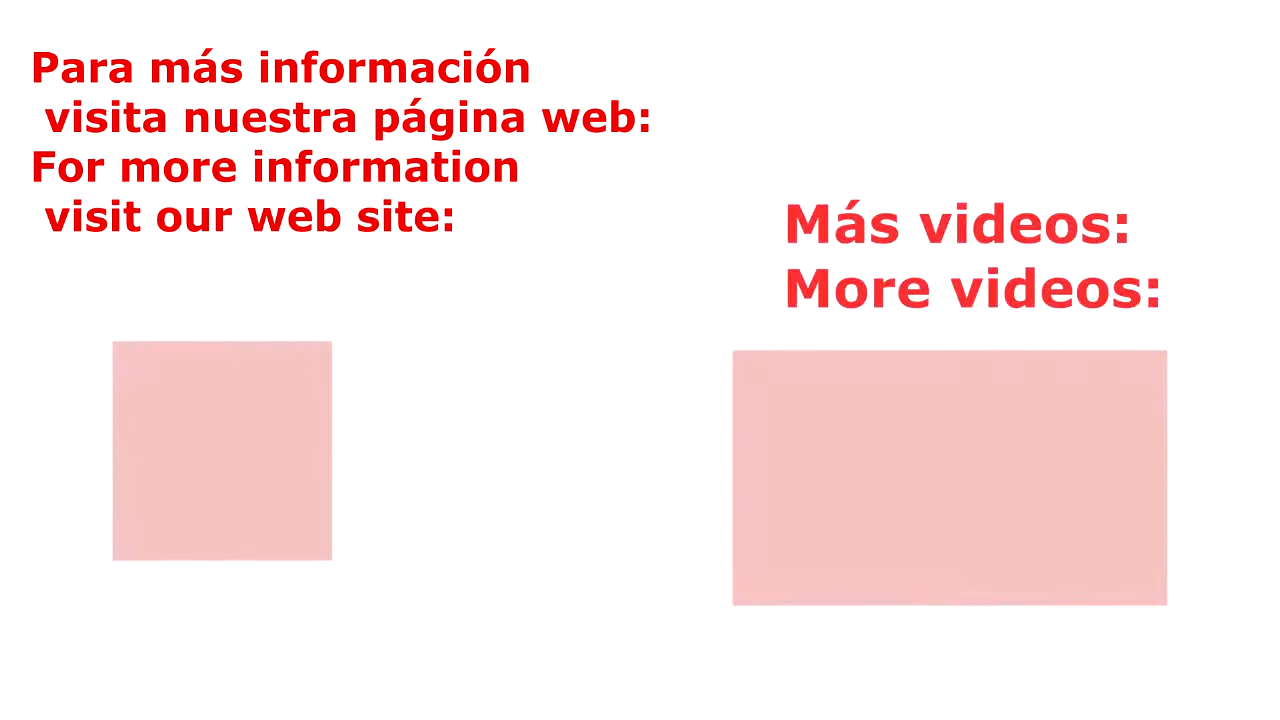 Para más información
visita nuestra página web:
For more information
visit our web site:
Más videos:
More videos: